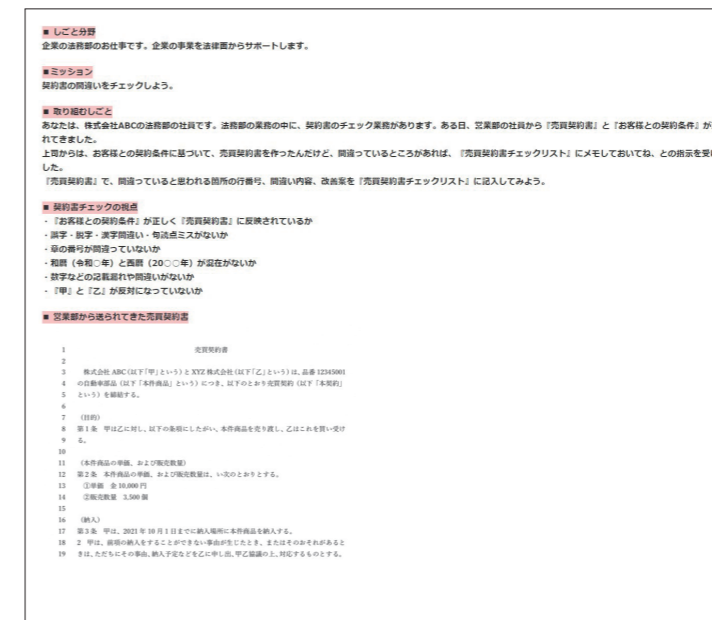 ■ しごと分野
企業の法務部のお仕事です。企業の事業を法律面からサポートします。
■ミッション
契約書の間違いをチェックしよう。
■ 取り組むしごと
あなたは、株式会社ABCの法務部の社員です。法務部の業務の中に、契約書のチェック業務があります。ある日、営業部の社員から『売買契約書』と『お客様との契約条件』が
れてきました。
上司からは、お客様との契約条件に基づいて、売買契約書を作ったんだけど、間違っているところがあれば、『売買契約書チェックリスト』にメモしておいてね、との指示を受け
した。
『売買契約書』で、間違っていると思われる箇所の行番号、間違い内容、改善案を『売買契約書チェックリスト』に記入してみよう。
■ 契約書チェックの視点
・『お客様との契約条件』が正しく『売買契約書』に反映されているか
・誤字・脱字・漢字間違い・句読点ミスがないか
・章の番号が間違っていないか
・和暦（令和○年）と西暦（20○○年）が混在がないか
・数字などの記載漏れや間違いがないか
・『甲』と『乙』が反対になっていないか
■ 営業部から送られてきた売買契約書
1 売買契約書
2
3 株式会社 ABC（以下「甲」という）と XYZ 株式会社（以下「乙」という）は、品番 12345001
4 の自動車部品（以下「本件商品」という）につき、以下のとおり売買契約（以下「本契約」
5 という）を締結する。
6
7 （目的）
8 第1条 甲は乙に対し、以下の条項にしたがい、本件商品を売り渡し、乙はこれを買い受け
9 る。
10
11 （本件商品の単価、および販売数量）
12 第2条 本件商品の単価、および販売数量は、い次のとおりとする。
13 ①単価 金 10,000 円
14 ②販売数量 3,500 個
15
16 （納入）
17 第3条 甲は、2021 年 10 月 1 日までに納入場所に本件商品を納入する。
18 2 甲は、前項の納入をすることができない事由が生じたとき、またはそのおそれがあると
19 きは、ただちにその事由、納入予定などを乙に申し出、甲乙協議の上、対応するものとする。